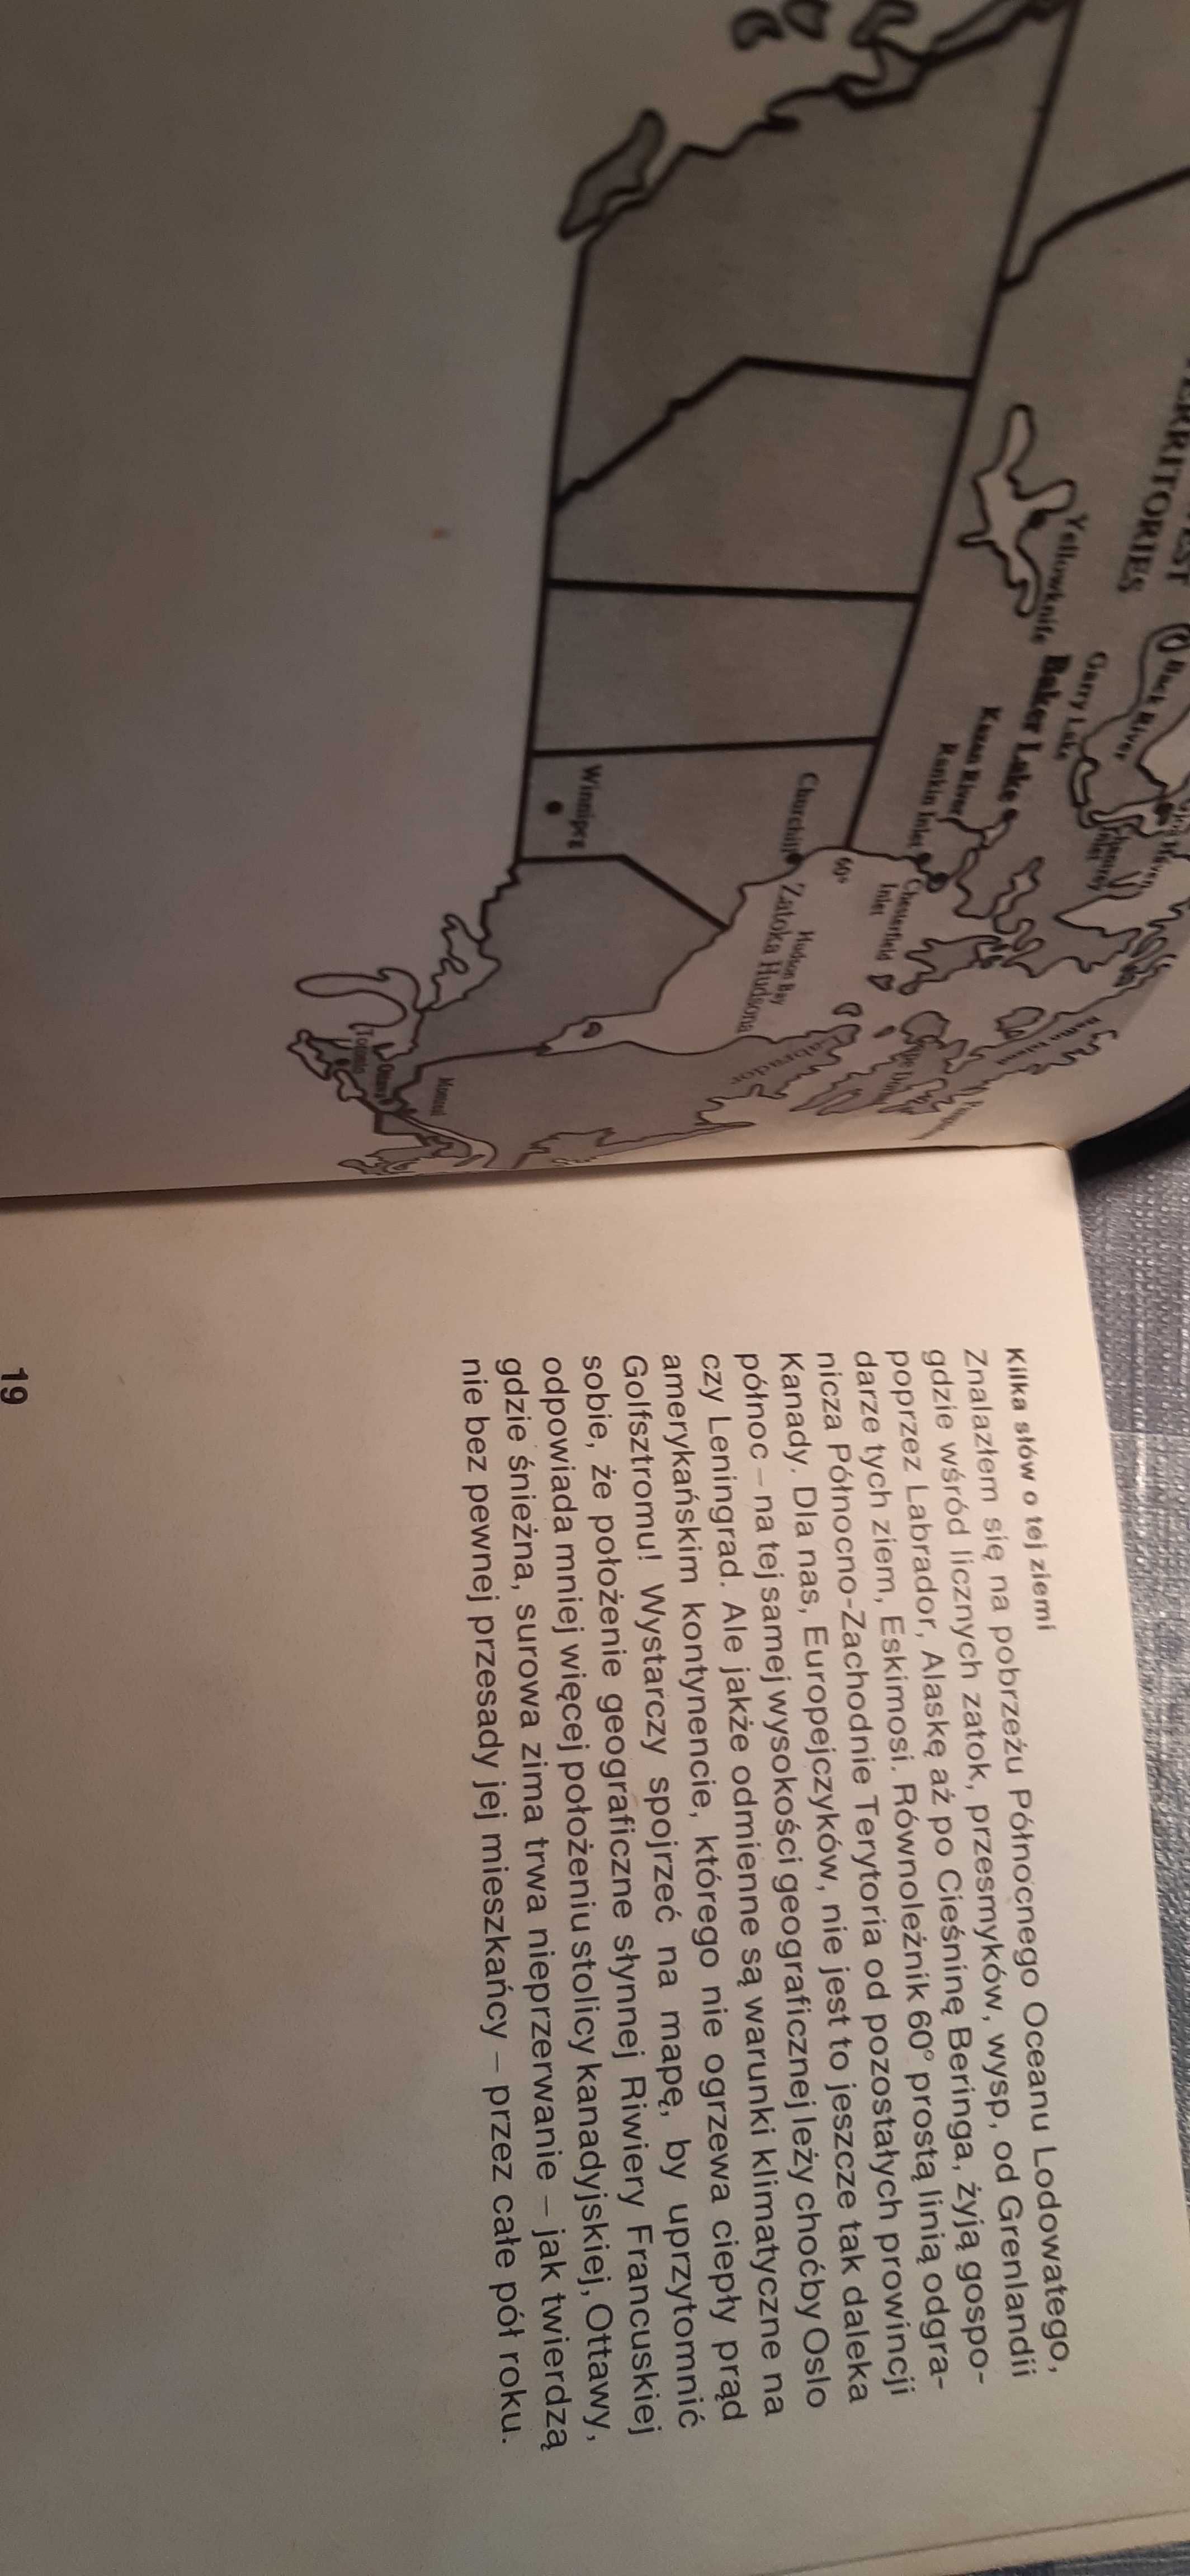 TERRITORIES
Back River
Yellowknife
Garry Lake
Baker Lake
Kazan River
Rankin Inlet
Chesterfield
Inlet
60°
Churchill
Hudson Bay
Zatoka Hudsona
Labrador
Winnipeg
Montreal
Ottawa
Toronto
Kilka słów o tej ziemi
Znalazłem się na pobrzeżu Północnego Oceanu Lodowatego,
gdzie wśród licznych zatok, przesmyków, wysp, od Grenlandii
poprzez Labrador, Alaskę aż po Cieśninę Beringa, żyją gospo-
darze tych ziem, Eskimosi. Równoleżnik 60° prostą linią odgra-
nicza Północno-Zachodnie Terytoria od pozostałych prowincji
Kanady. Dla nas, Europejczyków, nie jest to jeszcze tak daleka
północ – na tej samej wysokości geograficznej leży choćby Oslo
czy Leningrad. Ale jakże odmienne są warunki klimatyczne na
amerykańskim kontynencie, którego nie ogrzewa ciepły prąd
Golfsztromu! Wystarczy spojrzeć na mapę, by uprzytomnić
sobie, że położenie geograficzne słynnej Riwiery Francuskiej
odpowiada mniej więcej położeniu stolicy kanadyjskiej, Ottawy,
gdzie śnieżna, surowa zima trwa nieprzerwanie – jak twierdzą
nie bez pewnej przesady jej mieszkańcy – przez całe pół roku.
19